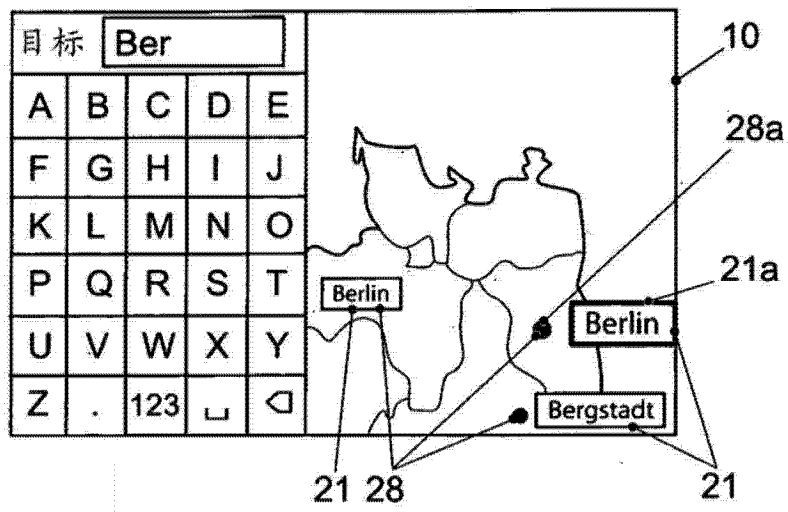 目标 Ber
A B C D E
F G H I J
K L M N O
P Q R S T
U V W X Y
Z . 123 ␣ ⌫
Berlin
Berlin
Bergstadt
10
28a
21a
21 28 21